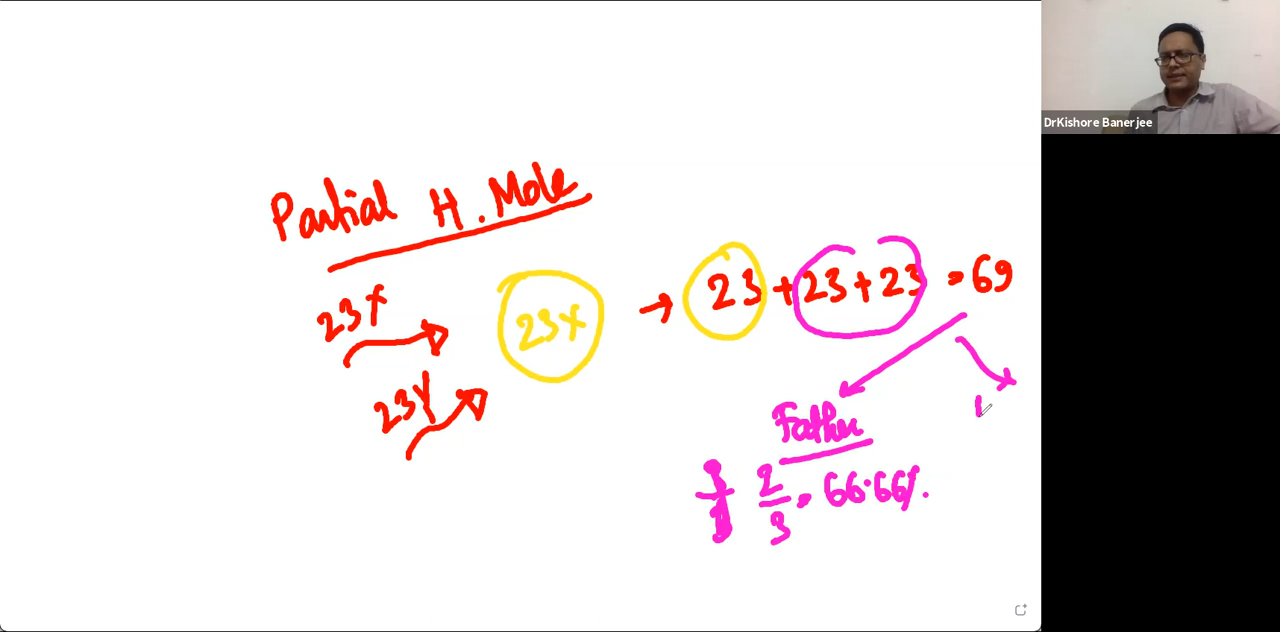 DrKishore Banerjee
Partial H. Mole
23X
23X → 23 + 23 + 23 = 69
23Y
Father
2/3 = 66.66%.